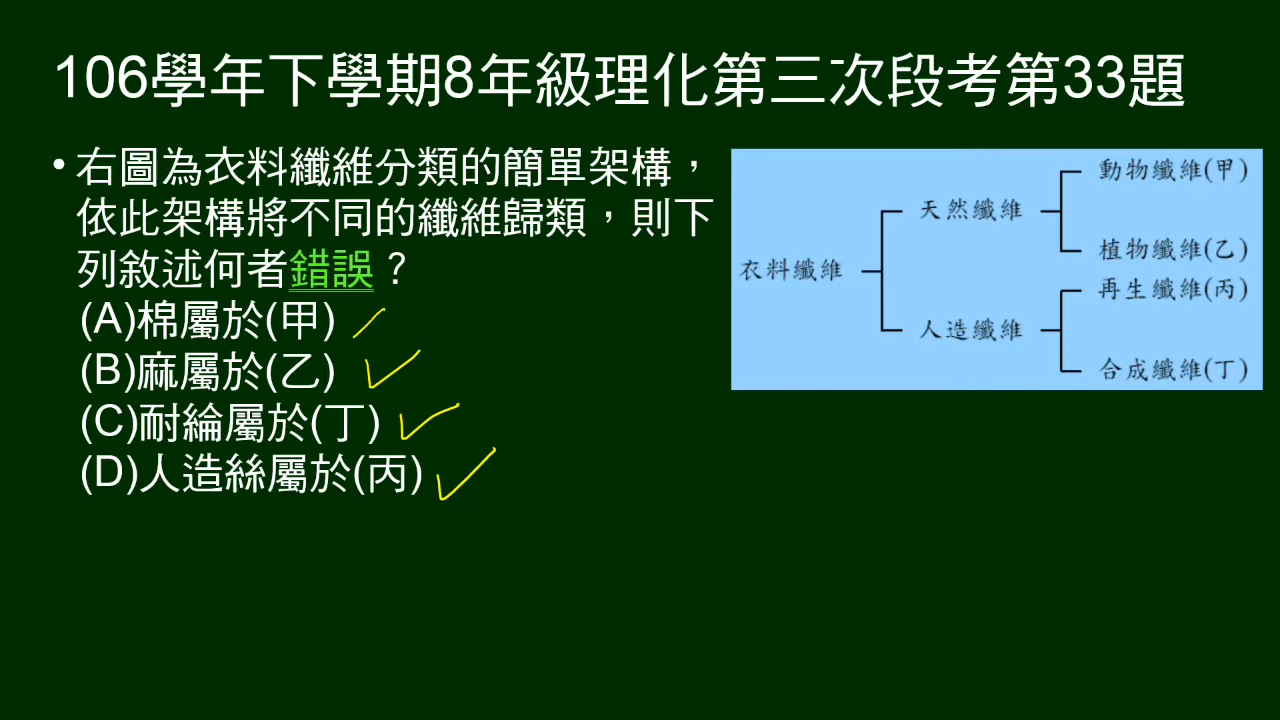 106學年下學期8年級理化第三次段考第33題
• 右圖為衣料纖維分類的簡單架構，
依此架構將不同的纖維歸類，則下
列敘述何者錯誤？
(A)棉屬於(甲)
(B)麻屬於(乙)
(C)耐綸屬於(丁)
(D)人造絲屬於(丙)
衣料纖維
天然纖維
動物纖維(甲)
植物纖維(乙)
人造纖維
再生纖維(丙)
合成纖維(丁)